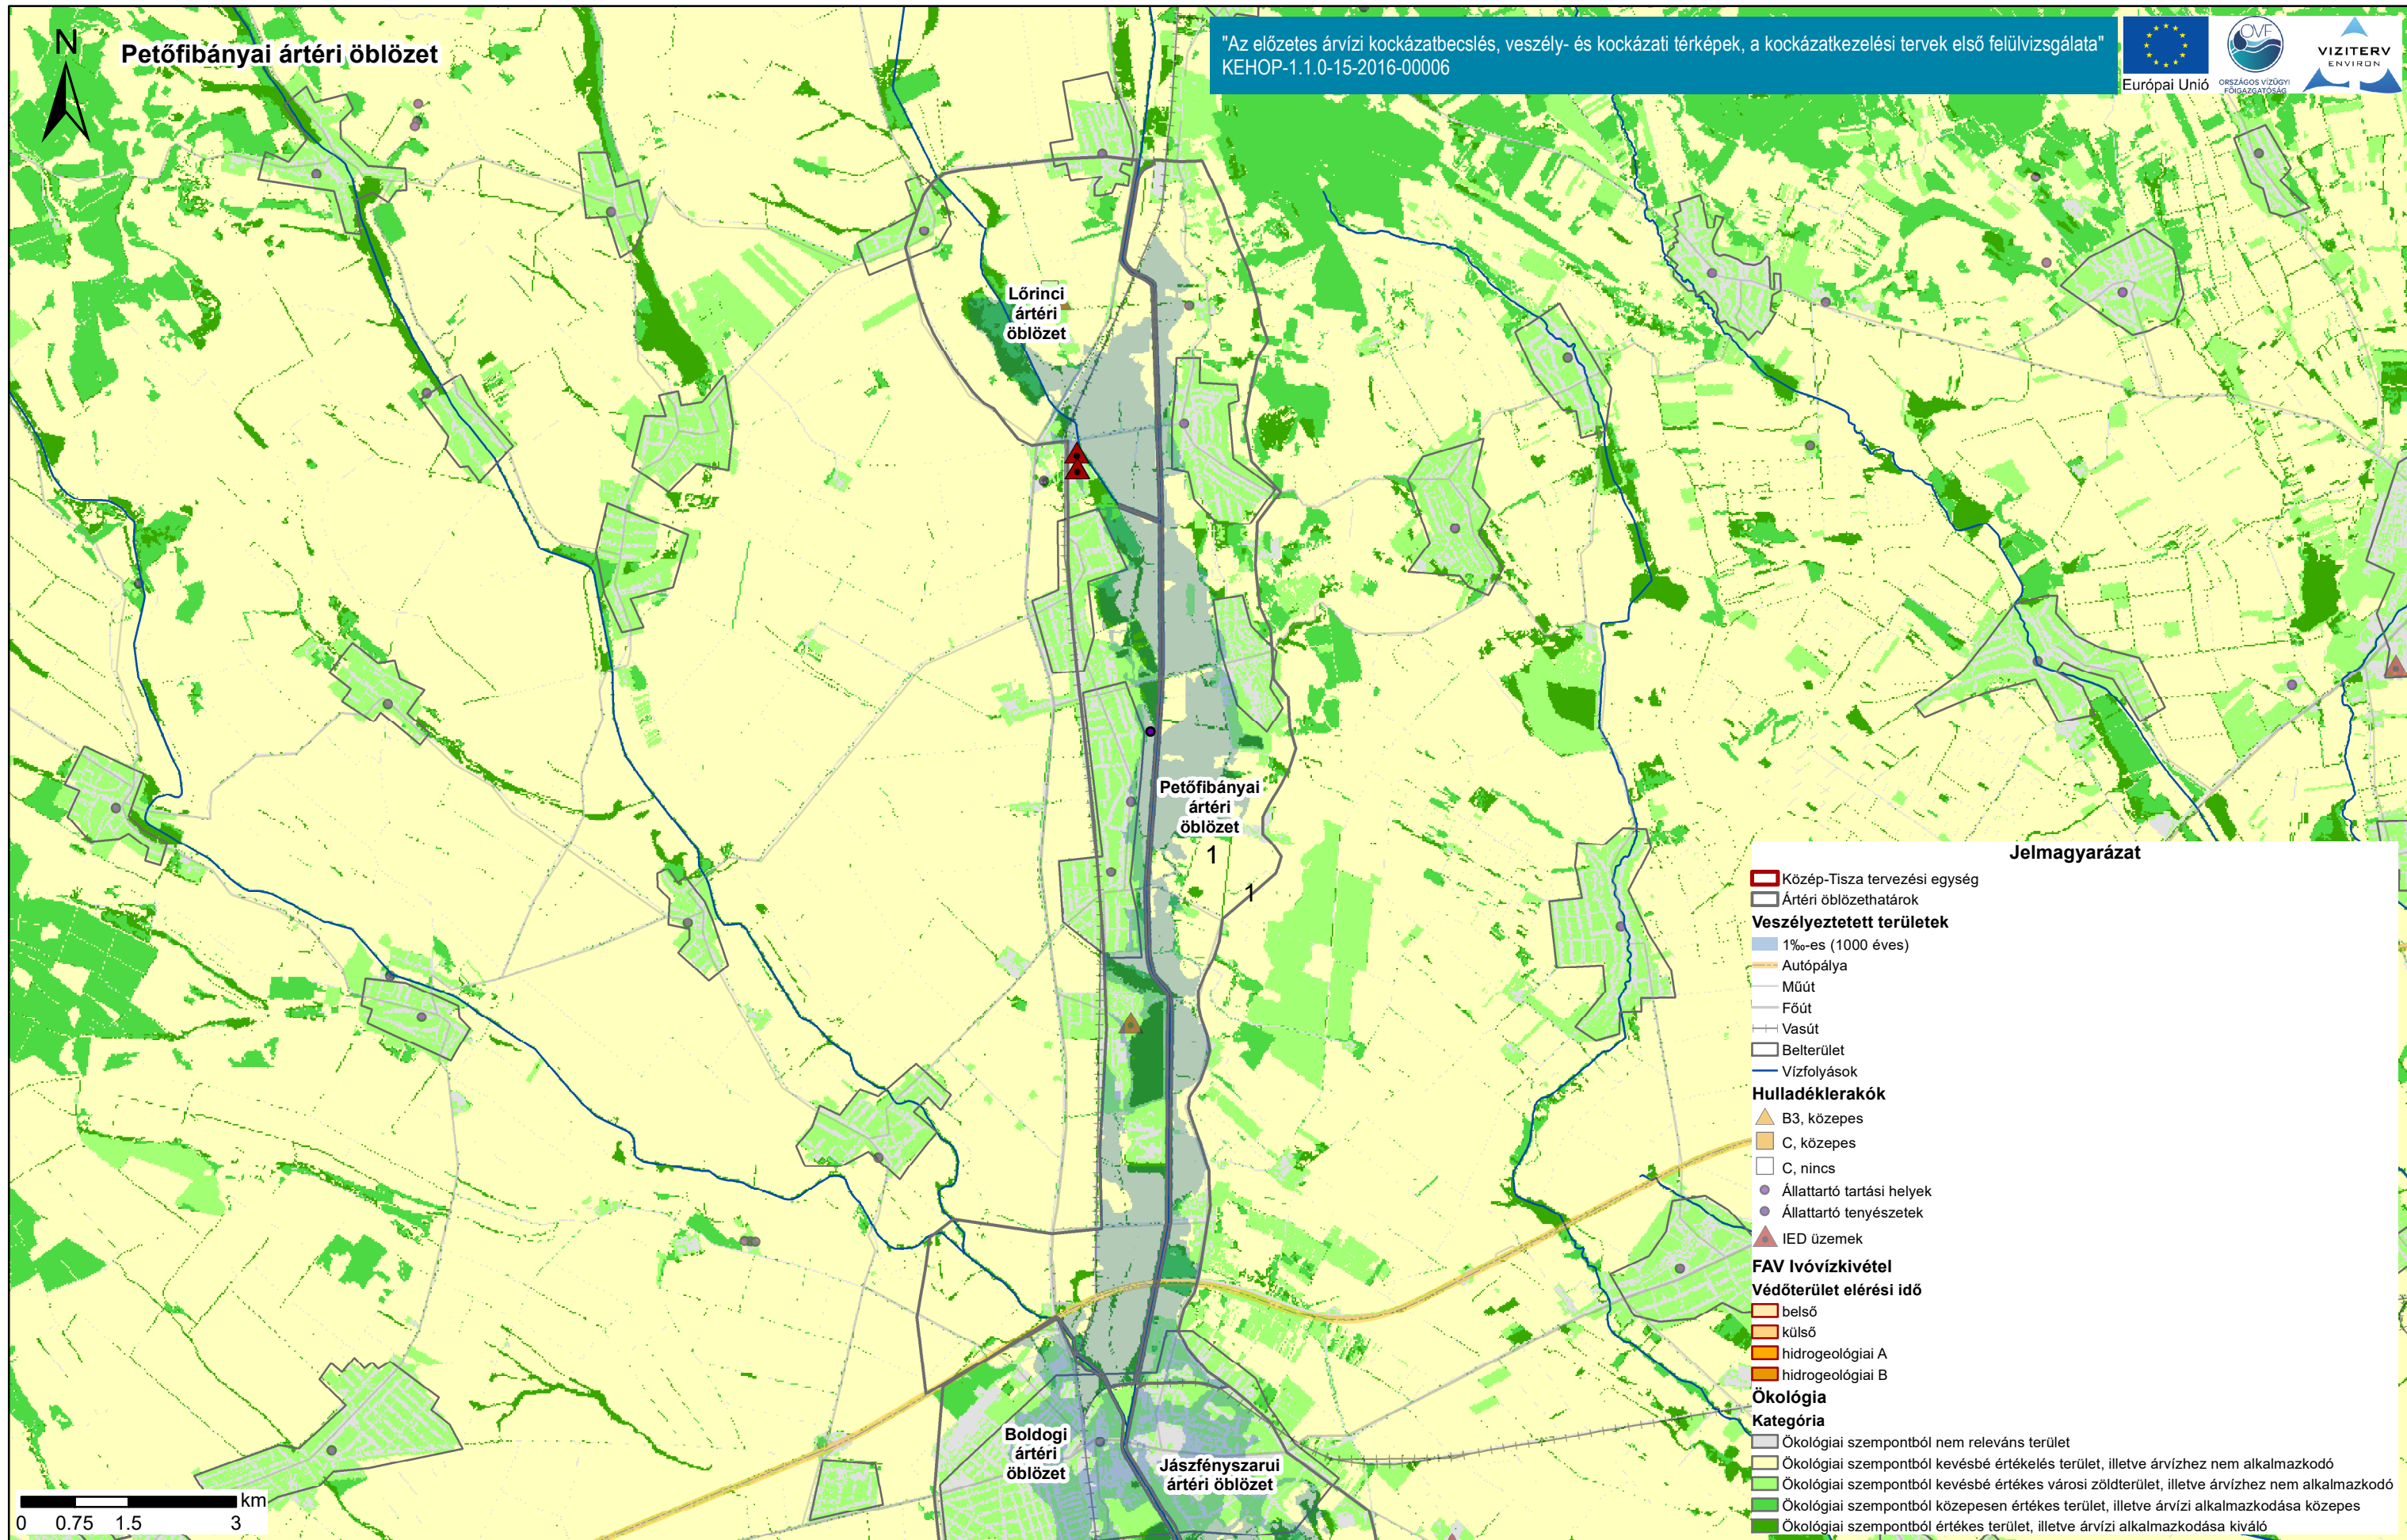 N
Petőfibányai ártéri öblözet
"Az előzetes árvízi kockázatbecslés, veszély- és kockázati térképek, a kockázatkezelési tervek első felülvizsgálata"
KEHOP-1.1.0-15-2016-00006
Európai Unió
OVF
ORSZÁGOS VÍZÜGYI
FŐIGAZGATÓSÁG
VIZITERV
ENVIRON
Lőrinci
ártéri
öblözet
Petőfibányai
ártéri
öblözet
1
1
Boldogi
ártéri
öblözet
Jászfényszarui
ártéri öblözet
km
0 0.75 1.5 3
Jelmagyarázat
Közép-Tisza tervezési egység
Ártéri öblözethatárok
Veszélyeztetett területek
1‰-es (1000 éves)
Autópálya
Műút
Főút
Vasút
Belterület
Vízfolyások
Hulladéklerakók
B3, közepes
C, közepes
C, nincs
Állattartó tartási helyek
Állattartó tenyészetek
IED üzemek
FAV Ivóvízkivétel
Védőterület elérési idő
belső
külső
hidrogeológiai A
hidrogeológiai B
Ökológia
Kategória
Ökológiai szempontból nem releváns terület
Ökológiai szempontból kevésbé értékelés terület, illetve árvízhez nem alkalmazkodó
Ökológiai szempontból kevésbé értékes városi zöldterület, illetve árvízhez nem alkalmazkodó
Ökológiai szempontból közepesen értékes terület, illetve árvízi alkalmazkodása közepes
Ökológiai szempontból értékes terület, illetve árvízi alkalmazkodása kiváló